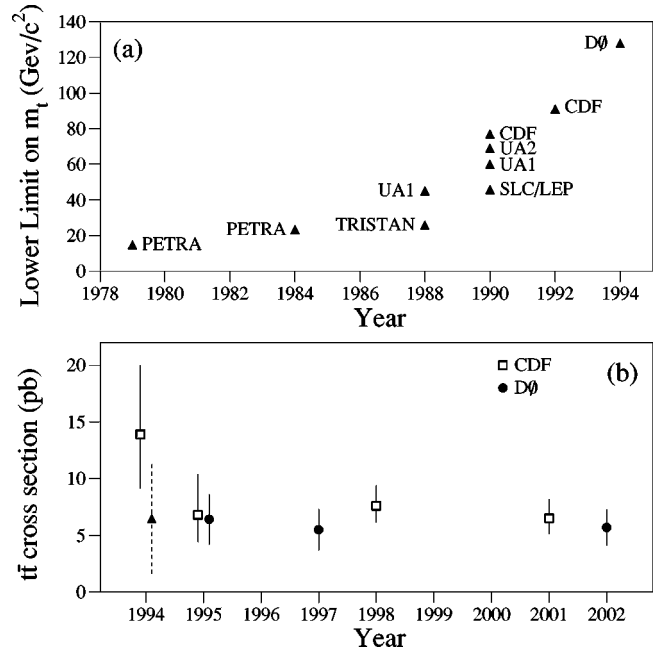 (a)
Lower Limit on m_t (Gev/c²)
140
120
100
80
60
40
20
0
DØ
CDF
CDF
UA2
UA1
UA1
SLC/LEP
PETRA
TRISTAN
PETRA
1978 1980 1982 1984 1986 1988 1990 1992 1994
Year
(b)
tt̄ cross section (pb)
20
15
10
5
0
CDF
DØ
1994 1995 1996 1997 1998 1999 2000 2001 2002
Year